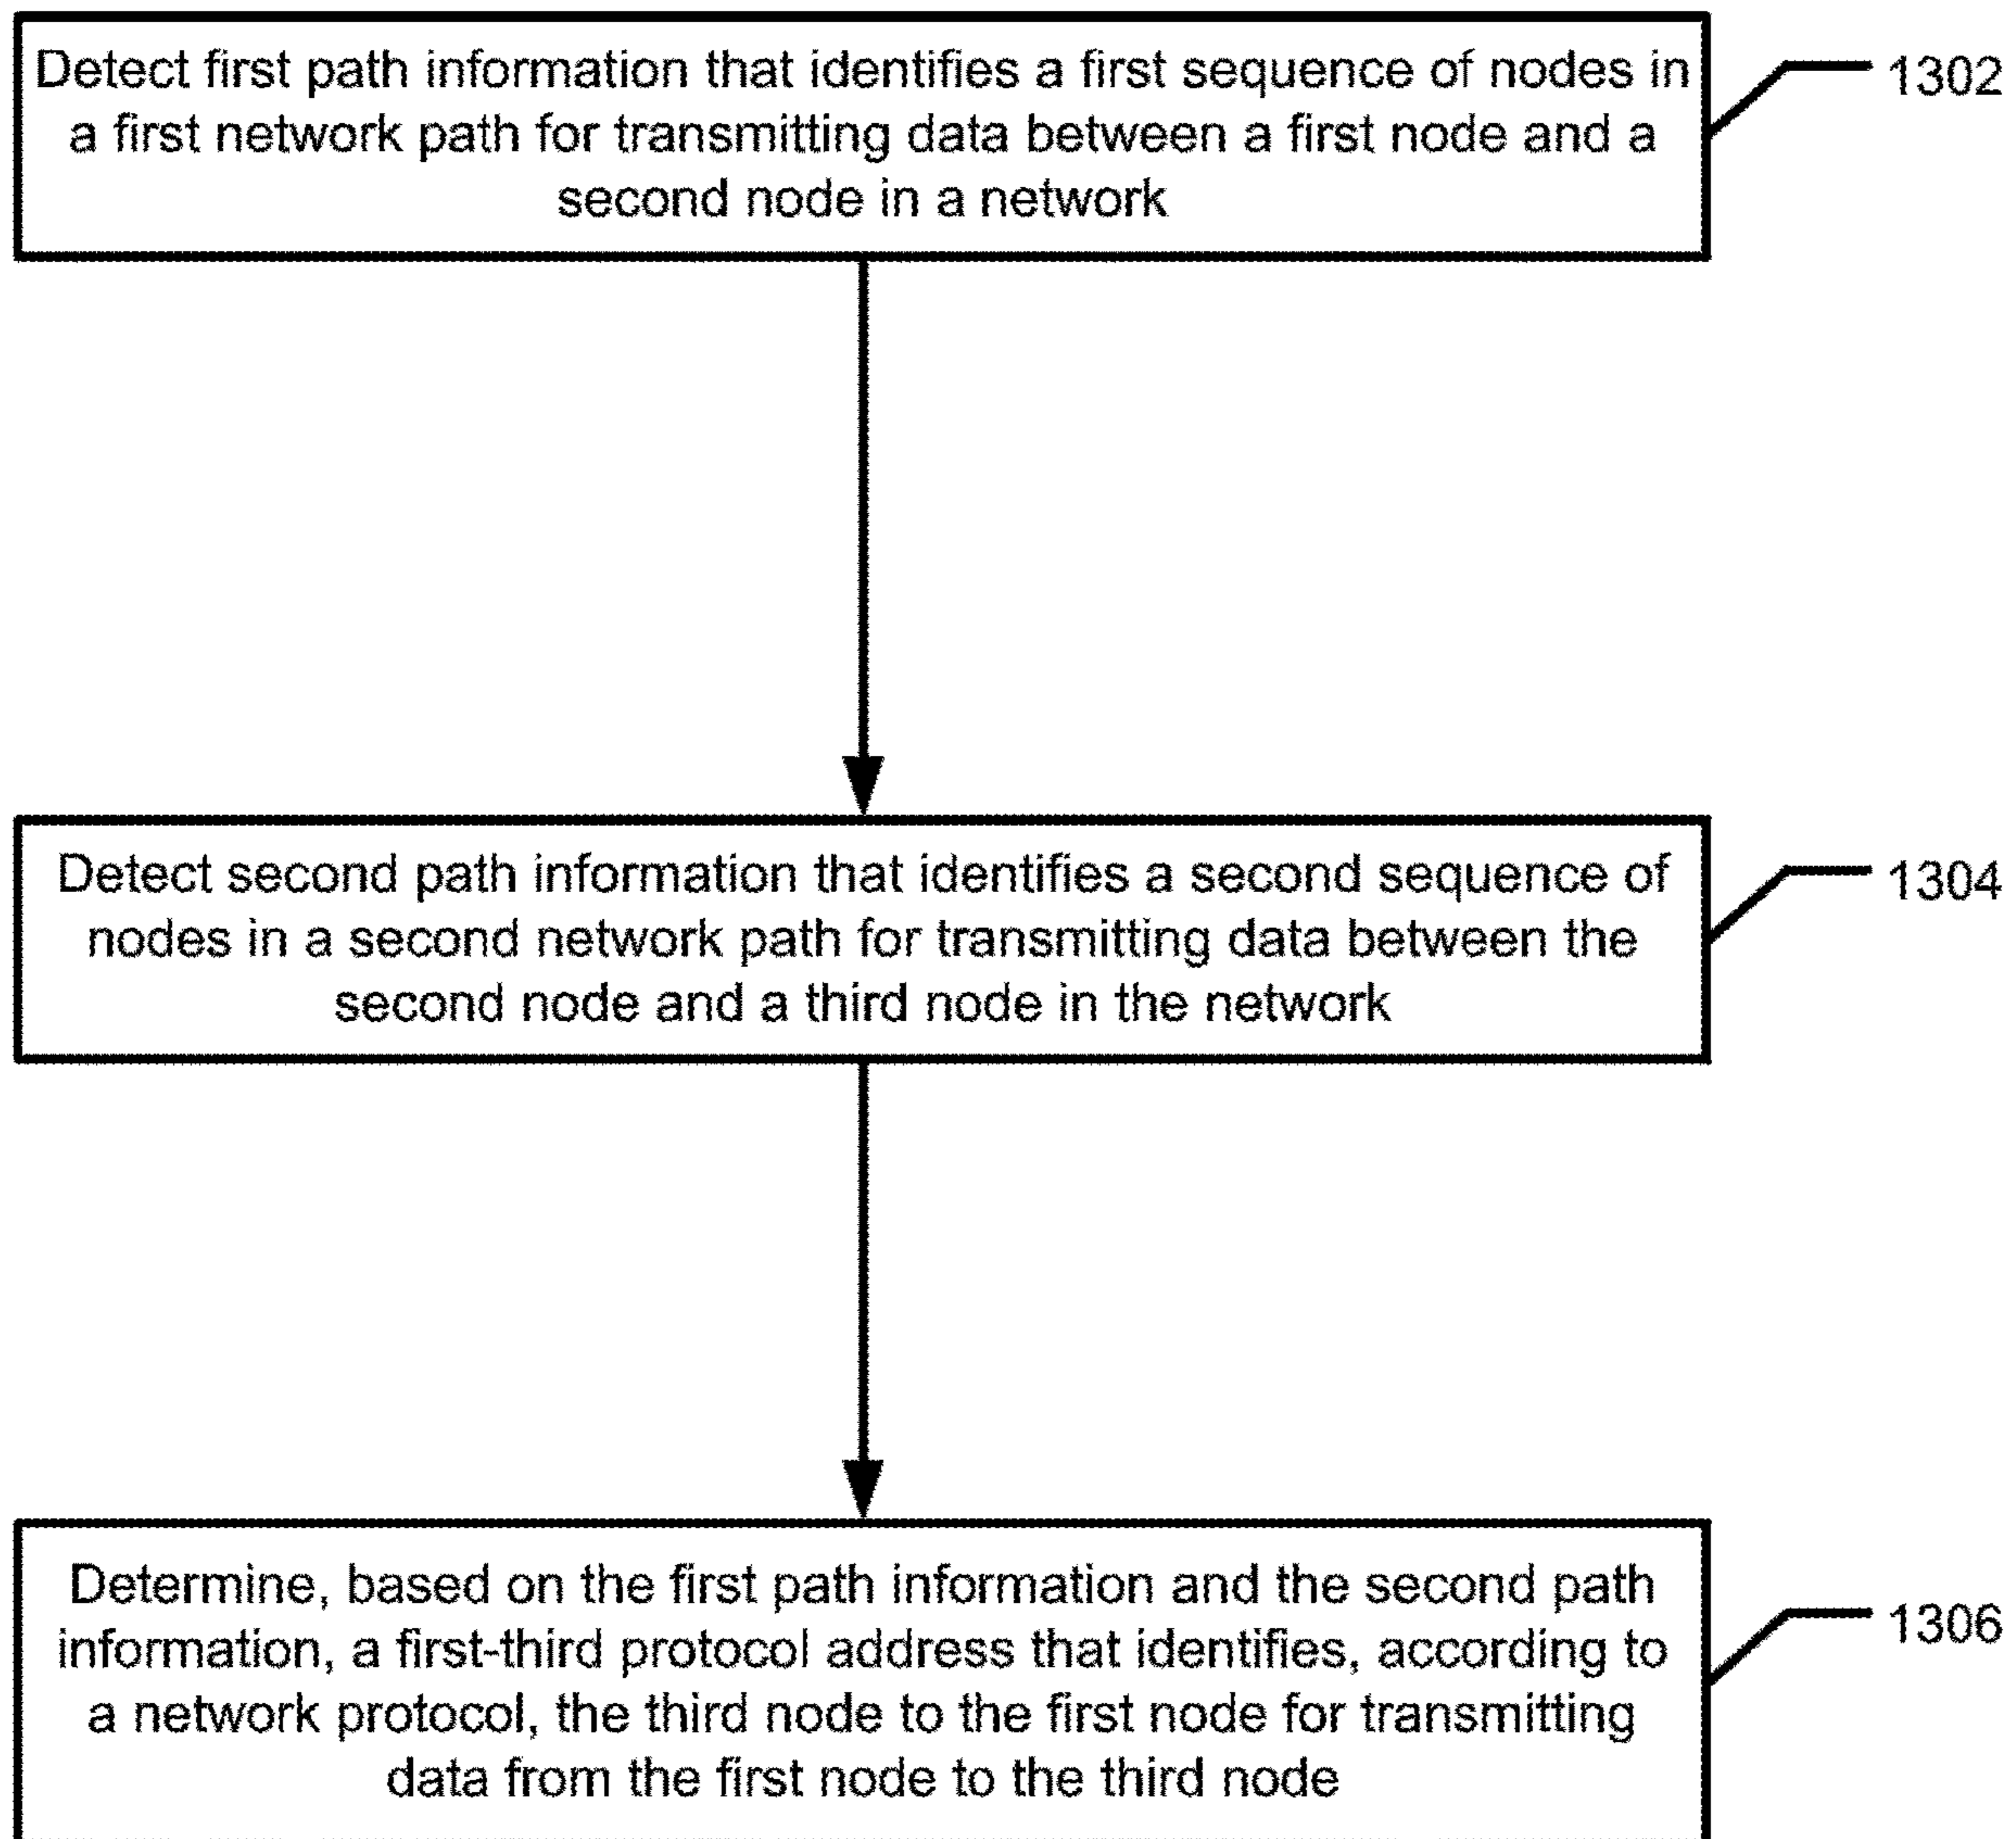 Detect first path information that identifies a first sequence of nodes in
a first network path for transmitting data between a first node and a
second node in a network
1302
Detect second path information that identifies a second sequence of
nodes in a second network path for transmitting data between the
second node and a third node in the network
1304
Determine, based on the first path information and the second path
information, a first-third protocol address that identifies, according to
a network protocol, the third node to the first node for transmitting
data from the first node to the third node
1306